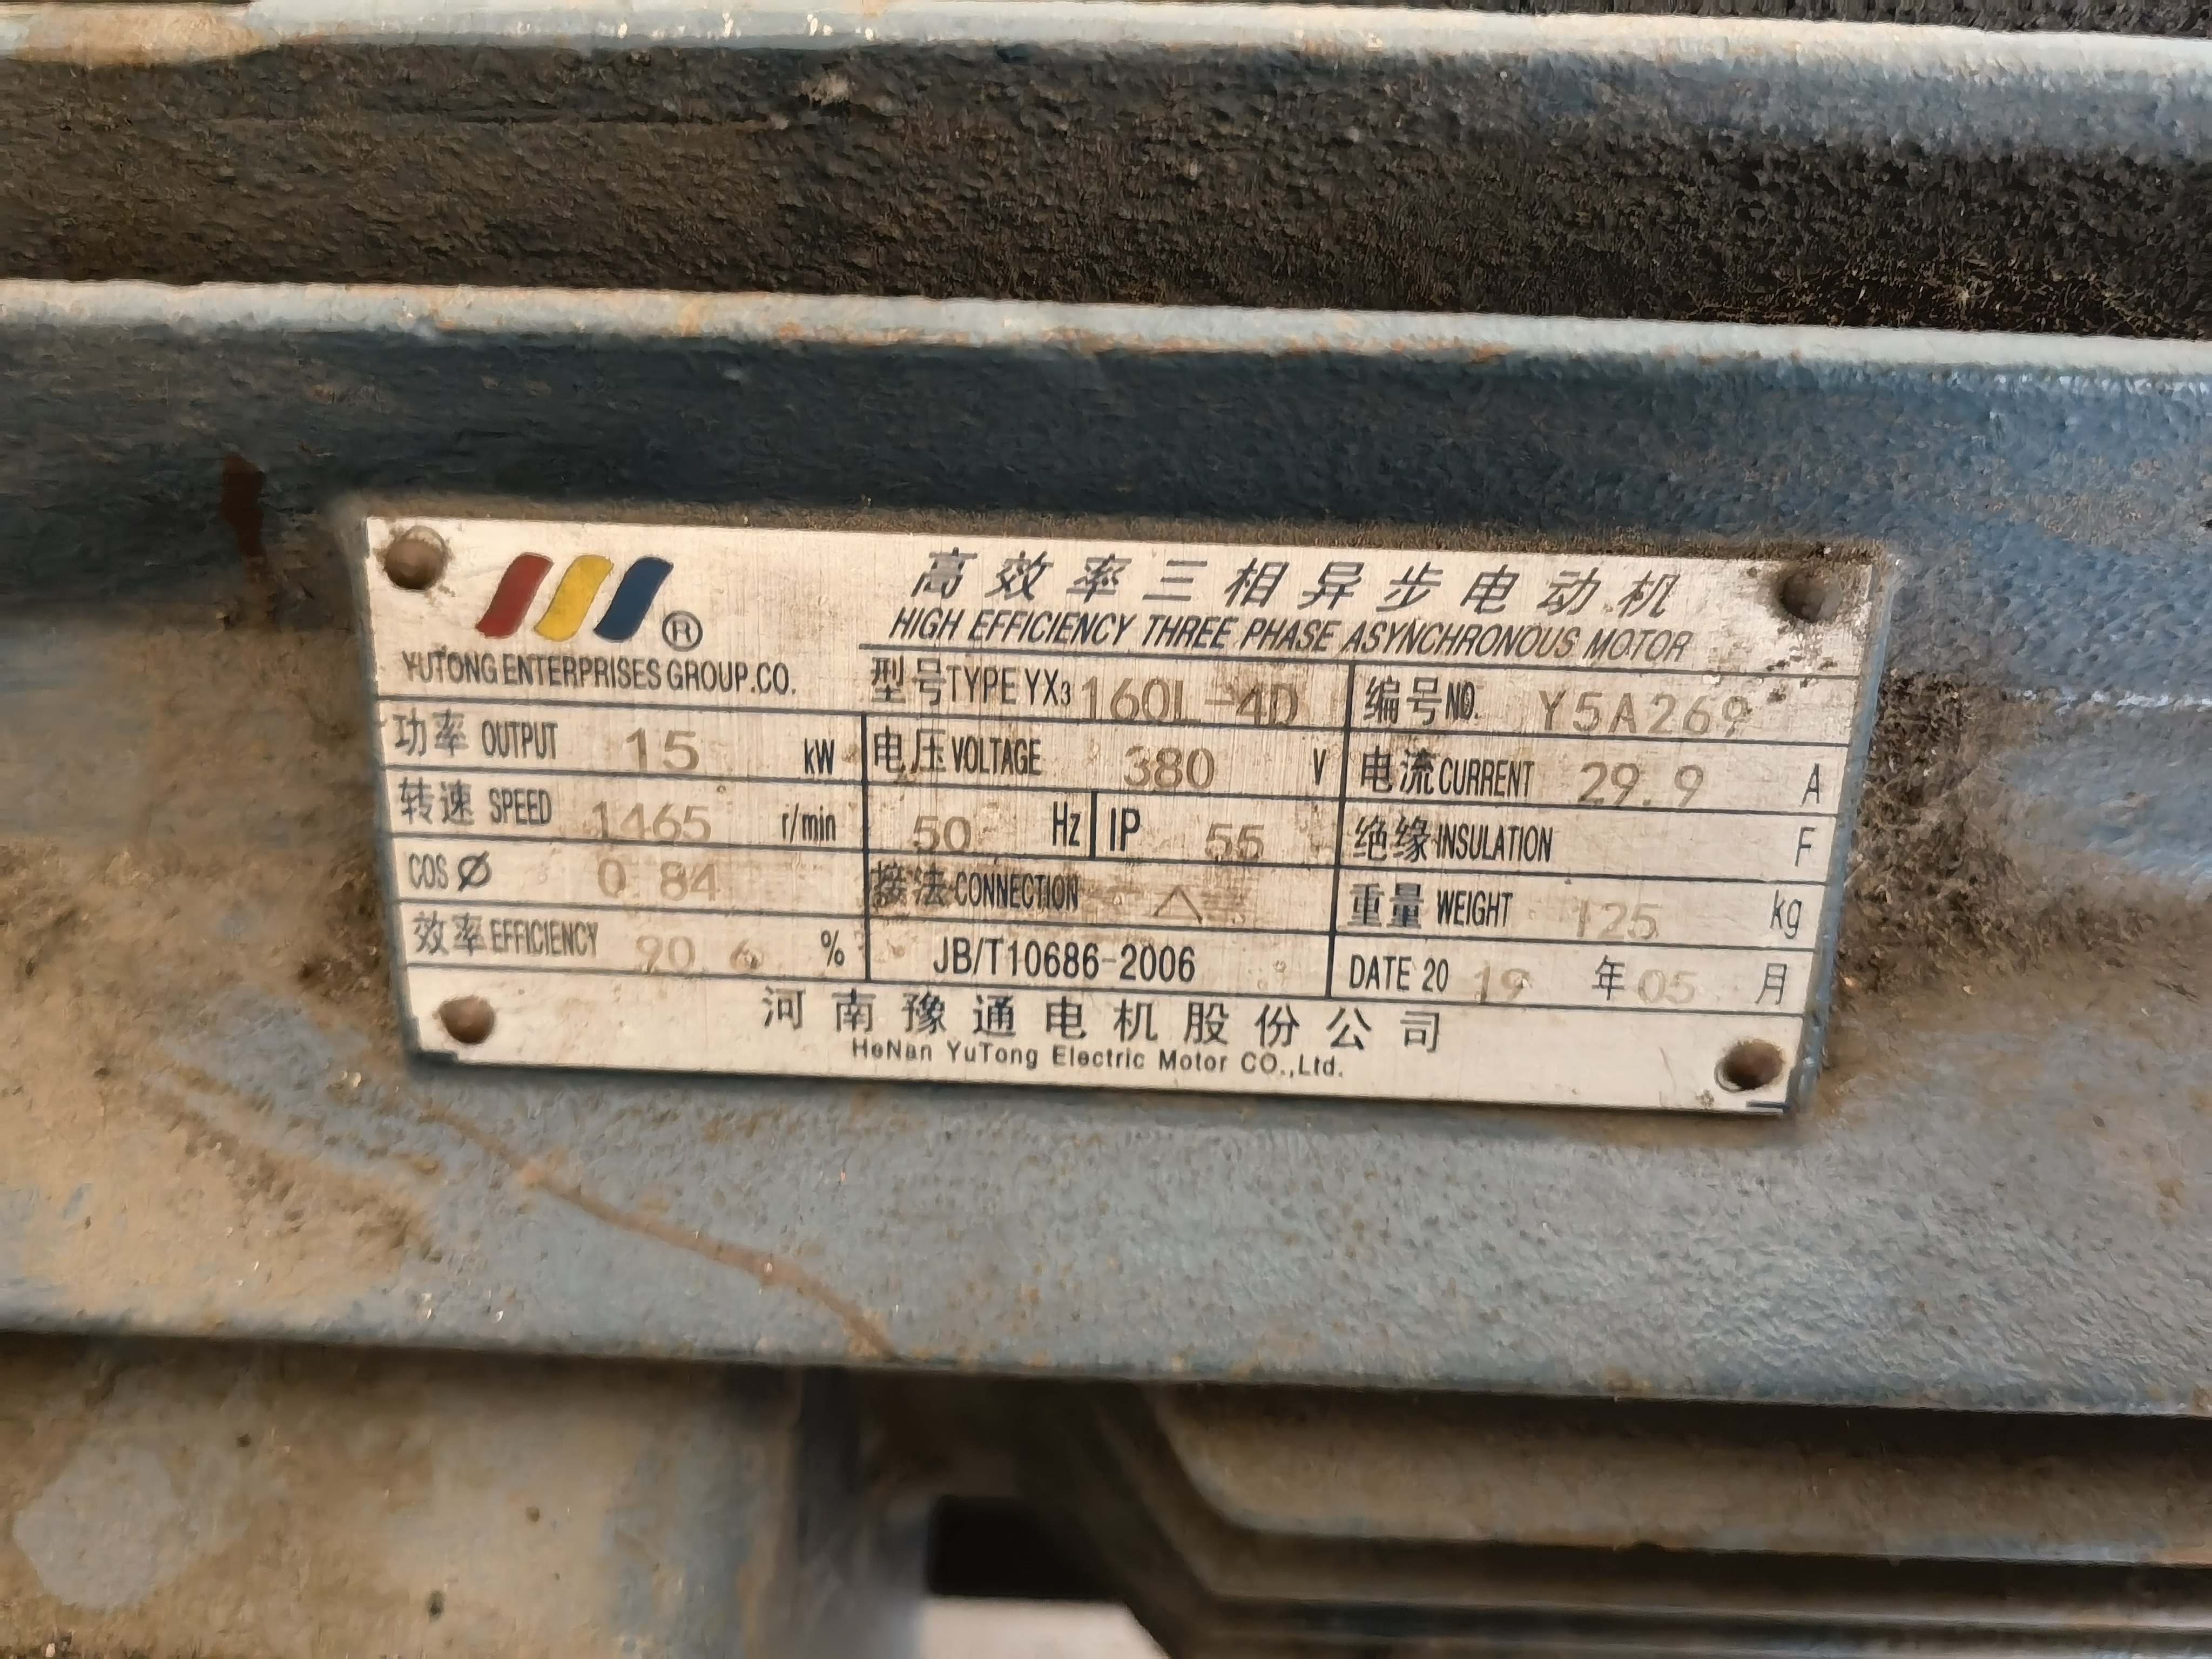 高效率三相异步电动机
HIGH EFFICIENCY THREE PHASE ASYNCHRONOUS MOTOR
®
YUTONG ENTERPRISES GROUP.CO.
型号TYPE YX3 160L-4D 编号NO. Y5A269
功率 OUTPUT 15 kW 电压 VOLTAGE 380 V 电流 CURRENT 29.9 A
转速 SPEED 1465 r/min 50 Hz IP 55 绝缘 INSULATION F
COS Ø 0.84 接法 CONNECTION △ 重量 WEIGHT 125 kg
效率 EFFICIENCY 90.6 % JB/T10686-2006 DATE 20 19 年 05 月
河南豫通电机股份公司
HeNan YuTong Electric Motor CO.,Ltd.